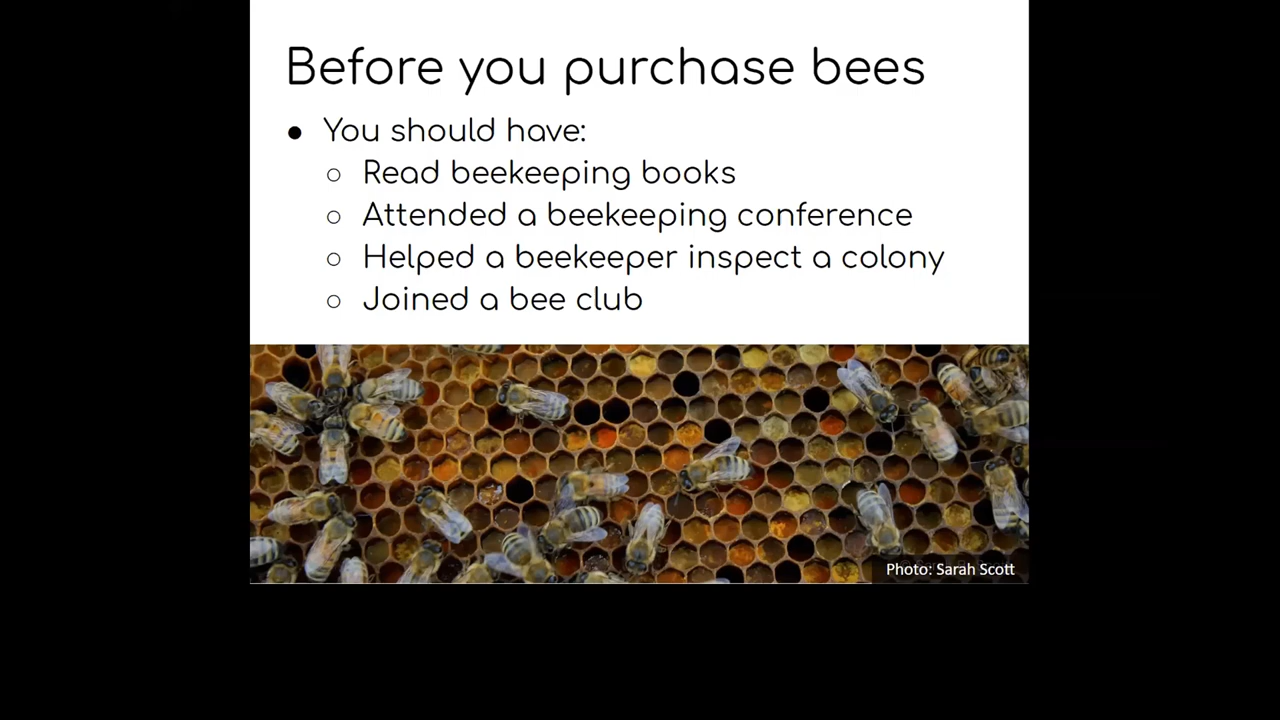 Before you purchase bees
● You should have:
○ Read beekeeping books
○ Attended a beekeeping conference
○ Helped a beekeeper inspect a colony
○ Joined a bee club
Photo: Sarah Scott